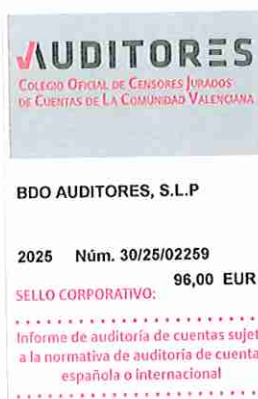 AUDITORES
COLEGIO OFICIAL DE CENSORES JURADOS
DE CUENTAS DE LA COMUNIDAD VALENCIANA
BDO AUDITORES, S.L.P
2025 Núm. 30/25/02259
96,00 EUR
SELLO CORPORATIVO:
Informe de auditoría de cuentas sujet
a la normativa de auditoría de cuenta
española o internacional